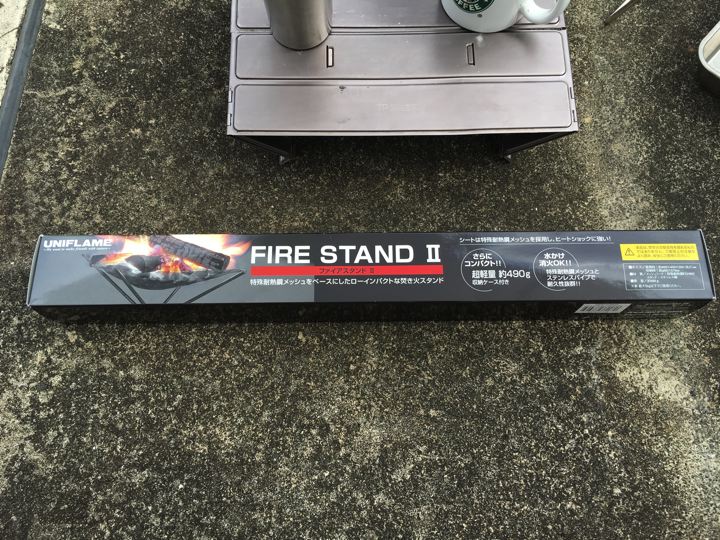 COFFEE
UNIFLAME
FIRE STAND II
ファイアスタンド II
特殊耐熱鋼メッシュをベースにしたローインパクトな焚き火スタンド
シートは特殊耐熱鋼メッシュを採用し、ヒートショックに強い!
さらに
コンパクト!!
超軽量 約490g
収納ケース付き
水かけ
消火OK!!
特殊耐熱鋼メッシュと
ステンレスパイプで
耐久性抜群!!